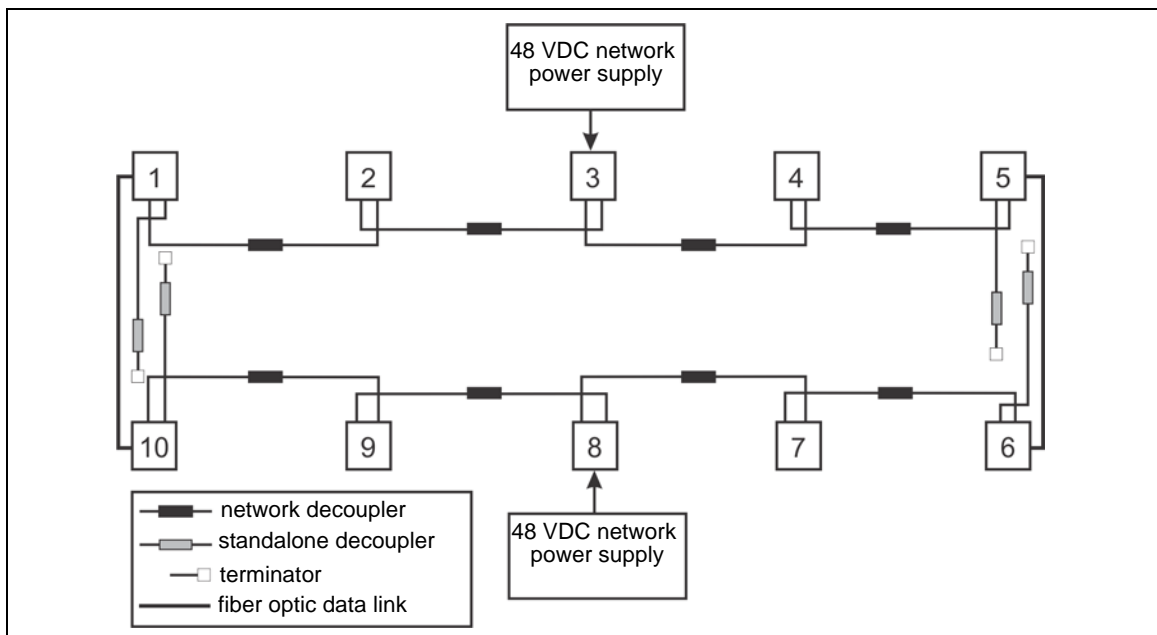 48 VDC network
power supply
1 2 3 4 5
10 9 8 7 6
network decoupler
standalone decoupler
terminator
fiber optic data link
48 VDC network
power supply